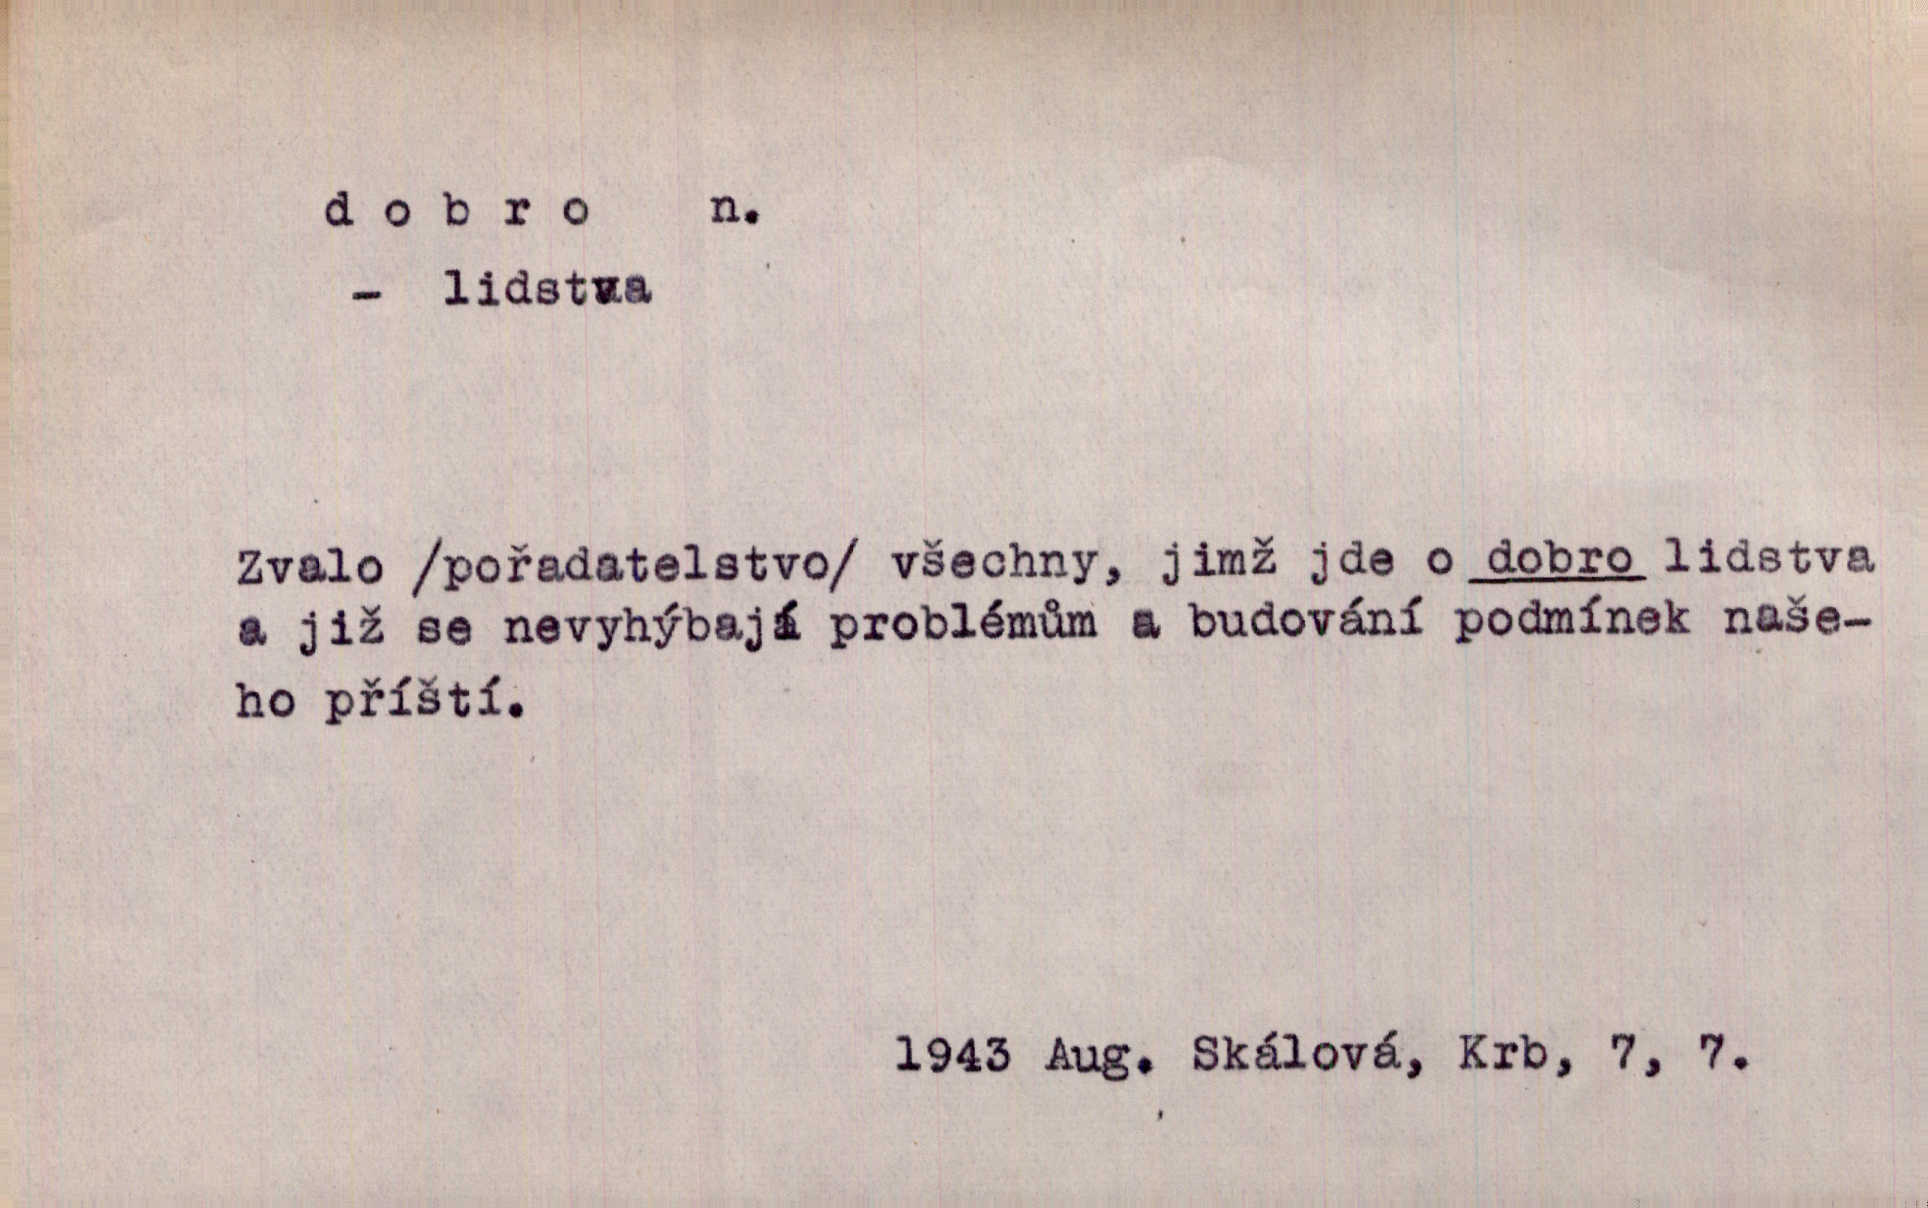 d o b r o n.
- lidstva
Zvalo /pořadatelstvo/ všechny, jimž jde o dobro lidstva
a již se nevyhýbají problémům a budování podmínek naše-
ho příští.
1943 Aug. Skálová, Krb, 7, 7.